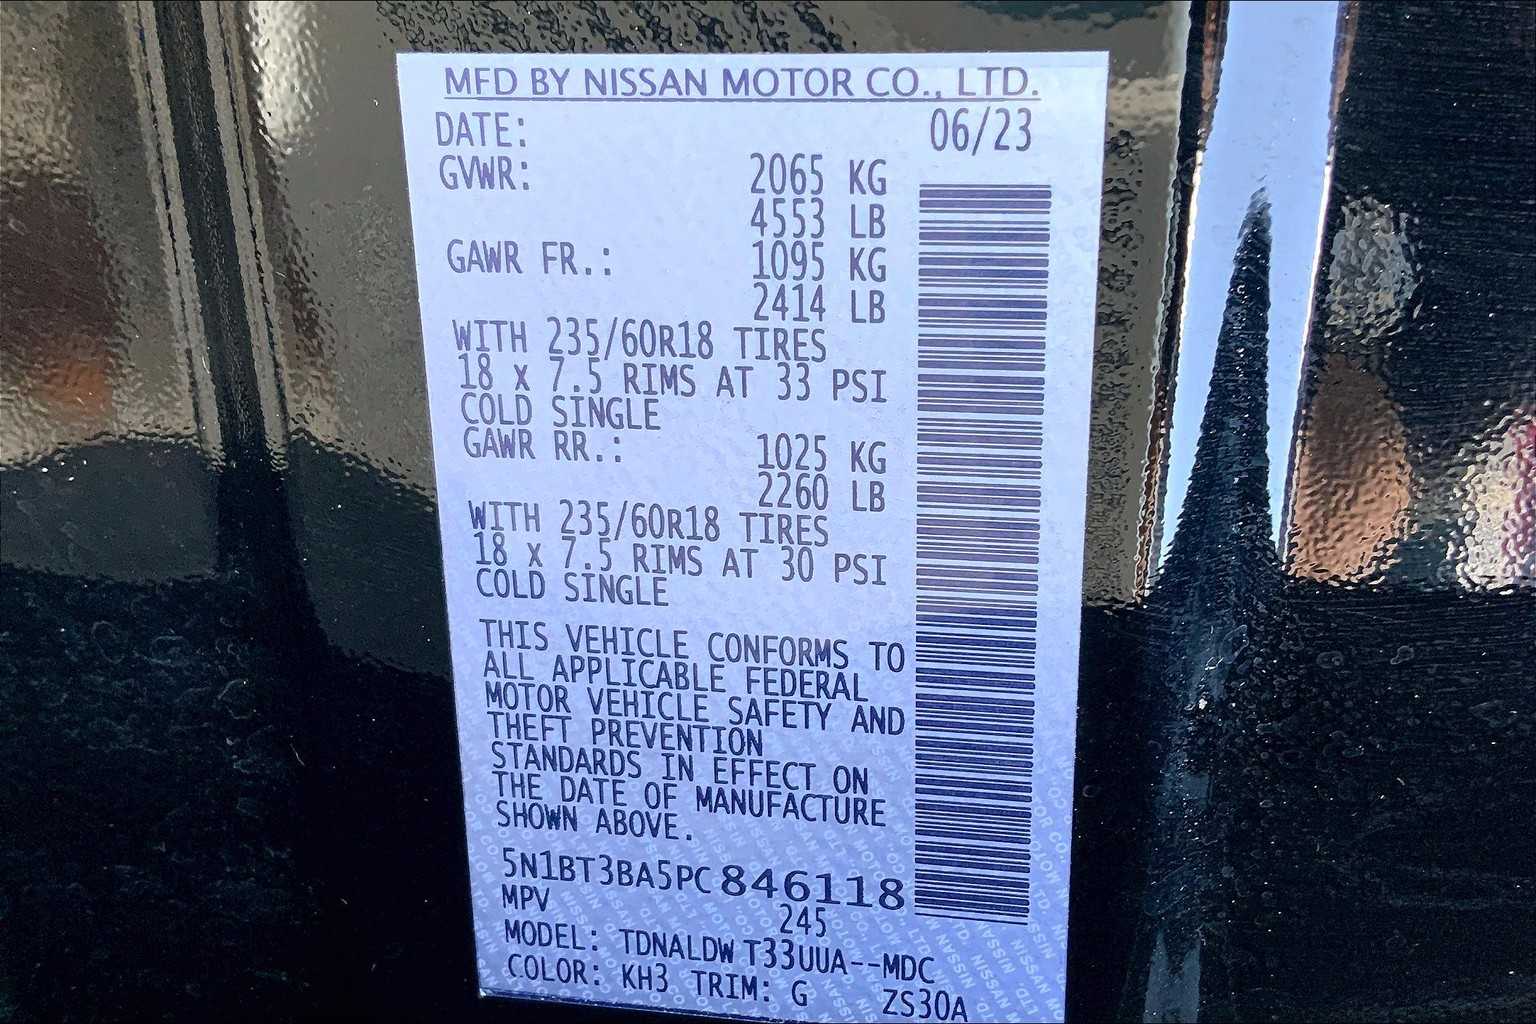 MFD BY NISSAN MOTOR CO., LTD.
DATE: 06/23
GVWR: 2065 KG
4553 LB
GAWR FR.: 1095 KG
2414 LB
WITH 235/60R18 TIRES
18 x 7.5 RIMS AT 33 PSI
COLD SINGLE
GAWR RR.: 1025 KG
2260 LB
WITH 235/60R18 TIRES
18 x 7.5 RIMS AT 30 PSI
COLD SINGLE
THIS VEHICLE CONFORMS TO
ALL APPLICABLE FEDERAL
MOTOR VEHICLE SAFETY AND
THEFT PREVENTION
STANDARDS IN EFFECT ON
THE DATE OF MANUFACTURE
SHOWN ABOVE.
5N1BT3BA5PC846118
MPV 245
MODEL: TDNALDW T33UUA--MDC
COLOR: KH3 TRIM: G ZS30A